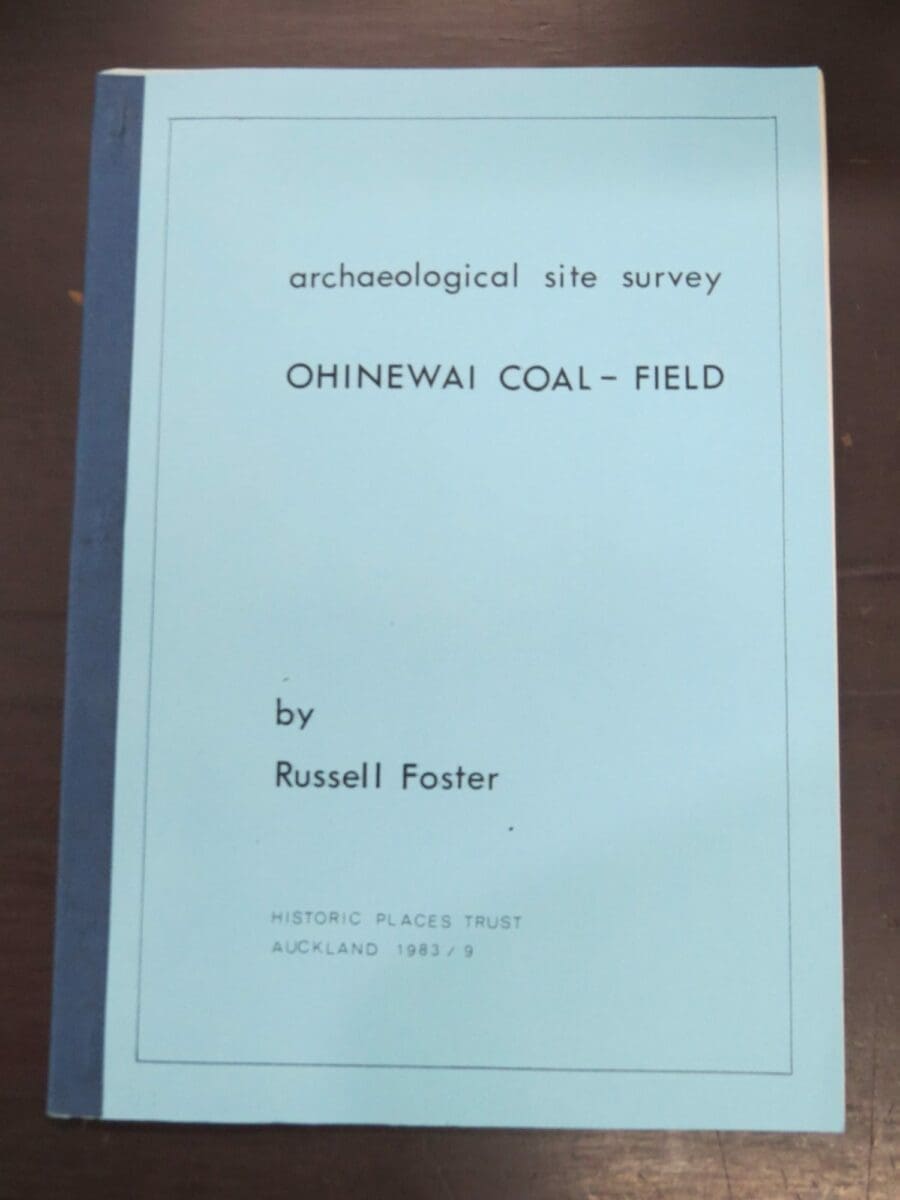 archaeological site survey
OHINEWAI COAL - FIELD
by
Russell Foster
HISTORIC PLACES TRUST
AUCKLAND 1983 / 9